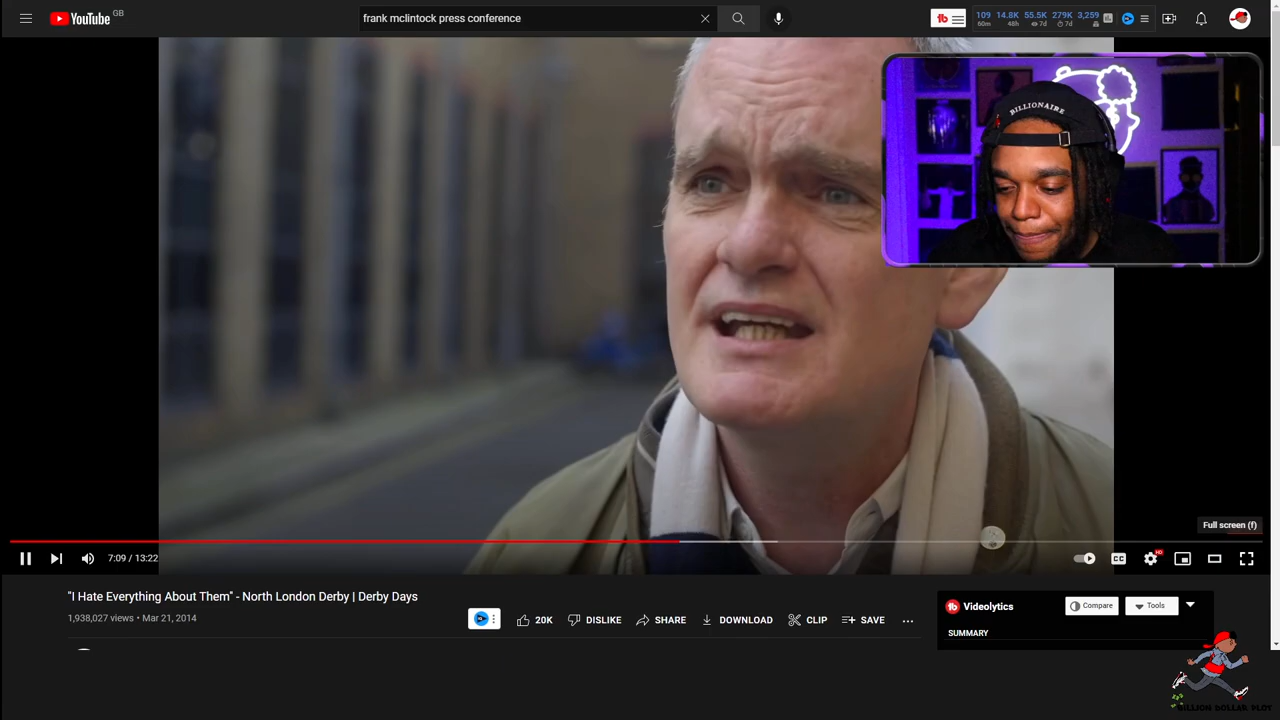 YouTube GB
frank mclintock press conference
109 14.8K 55.5K 279K 3,259
60m 48h 7d 7d
BILLIONAIRE
Full screen (f)
7:09 / 13:22
CC
HD
"I Hate Everything About Them" - North London Derby | Derby Days
1,938,027 views • Mar 21, 2014
20K DISLIKE SHARE DOWNLOAD CLIP SAVE
Videolytics Compare Tools
SUMMARY
BILLION DOLLAR PLOY